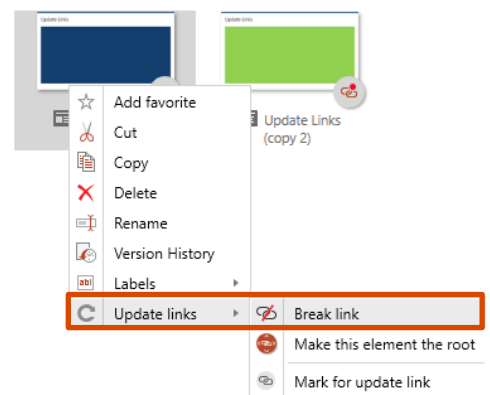 Update Links
Update Links
Update Links
(copy 2)
Add favorite
Cut
Copy
Delete
Rename
Version History
abl
Labels
Update links
Break link
Make this element the root
Mark for update link